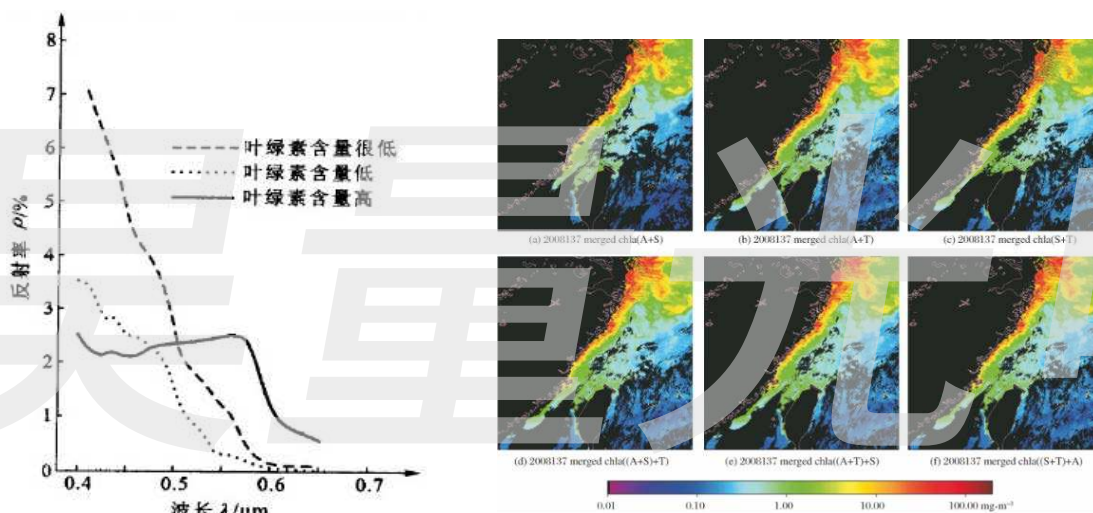 8
7
6
5
4
3
2
1
0
反射率 ρ/%
叶绿素含量很低
叶绿素含量低
叶绿素含量高
0.4
0.5
0.6
0.7
波长 λ/um
(a) 2008137 merged chla(A+S)
(b) 2008137 merged chla(A+T)
(c) 2008137 merged chla(S+T)
(d) 2008137 merged chla((A+S)+T)
(e) 2008137 merged chla((A+T)+S)
(f) 2008137 merged chla((S+T)+A)
0.01
0.10
1.00
10.00
100.00 mg·m⁻³